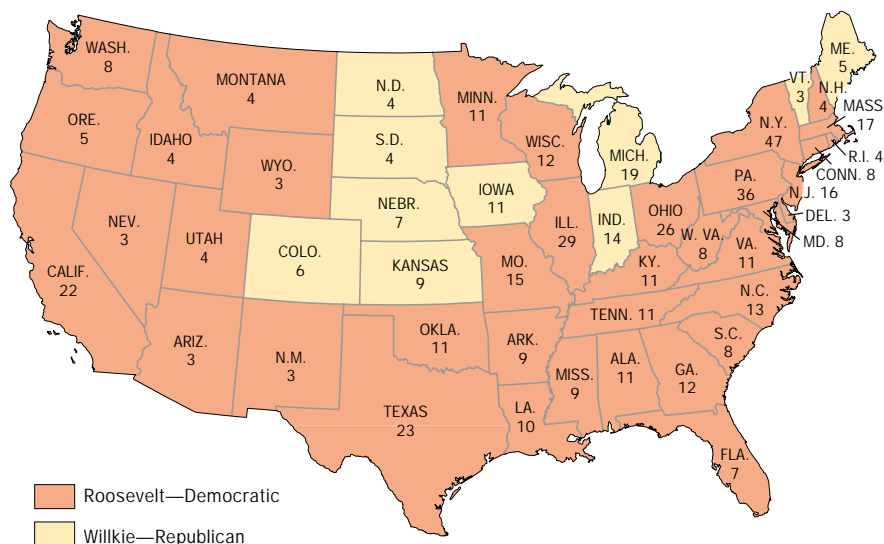 WASH.
8
ORE.
5
CALIF.
22
IDAHO
4
NEV.
3
MONTANA
4
WYO.
3
UTAH
4
ARIZ.
3
COLO.
6
N.M.
3
N.D.
4
S.D.
4
NEBR.
7
KANSAS
9
OKLA.
11
TEXAS
23
MINN.
11
IOWA
11
MO.
15
ARK.
9
LA.
10
WISC.
12
ILL.
29
MICH.
19
IND.
14
OHIO
26
KY.
11
TENN. 11
MISS.
9
ALA.
11
GA.
12
FLA.
7
S.C.
8
N.C.
13
VA.
11
W. VA.
8
PA.
36
N.Y.
47
VT.
3
N.H.
4
ME.
5
MASS
17
R.I. 4
CONN. 8
N.J. 16
DEL. 3
MD. 8
Roosevelt—Democratic
Willkie—Republican